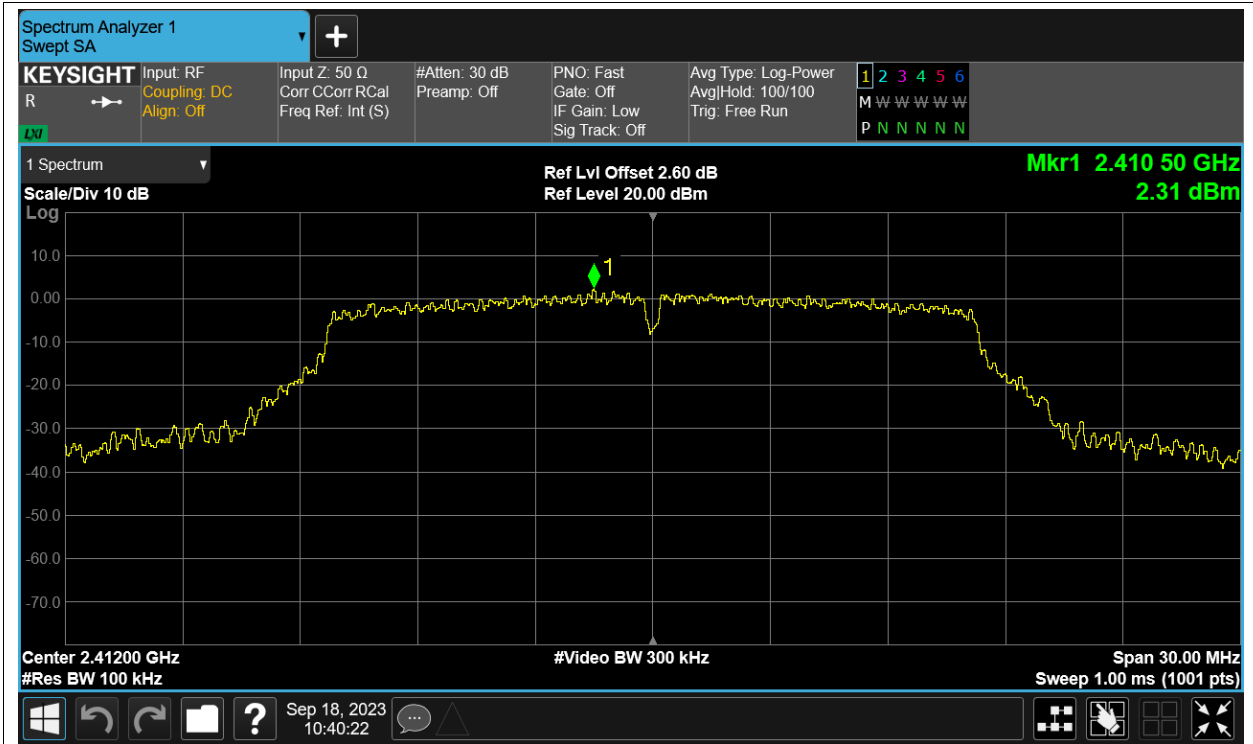 Spectrum Analyzer 1
Swept SA
+
KEYSIGHT
R
LXI
Input: RF
Coupling: DC
Align: Off
Input Z: 50 Ω
Corr CCorr RCal
Freq Ref: Int (S)
#Atten: 30 dB
Preamp: Off
PNO: Fast
Gate: Off
IF Gain: Low
Sig Track: Off
Avg Type: Log-Power
Avg|Hold: 100/100
Trig: Free Run
1 2 3 4 5 6
M W W W W W
P N N N N N
1 Spectrum
Scale/Div 10 dB
Log
Ref Lvl Offset 2.60 dB
Ref Level 20.00 dBm
Mkr1 2.410 50 GHz
2.31 dBm
10.0
0.00
-10.0
-20.0
-30.0
-40.0
-50.0
-60.0
-70.0
1
Center 2.41200 GHz
#Video BW 300 kHz
Span 30.00 MHz
#Res BW 100 kHz
Sweep 1.00 ms (1001 pts)
?
Sep 18, 2023
10:40:22